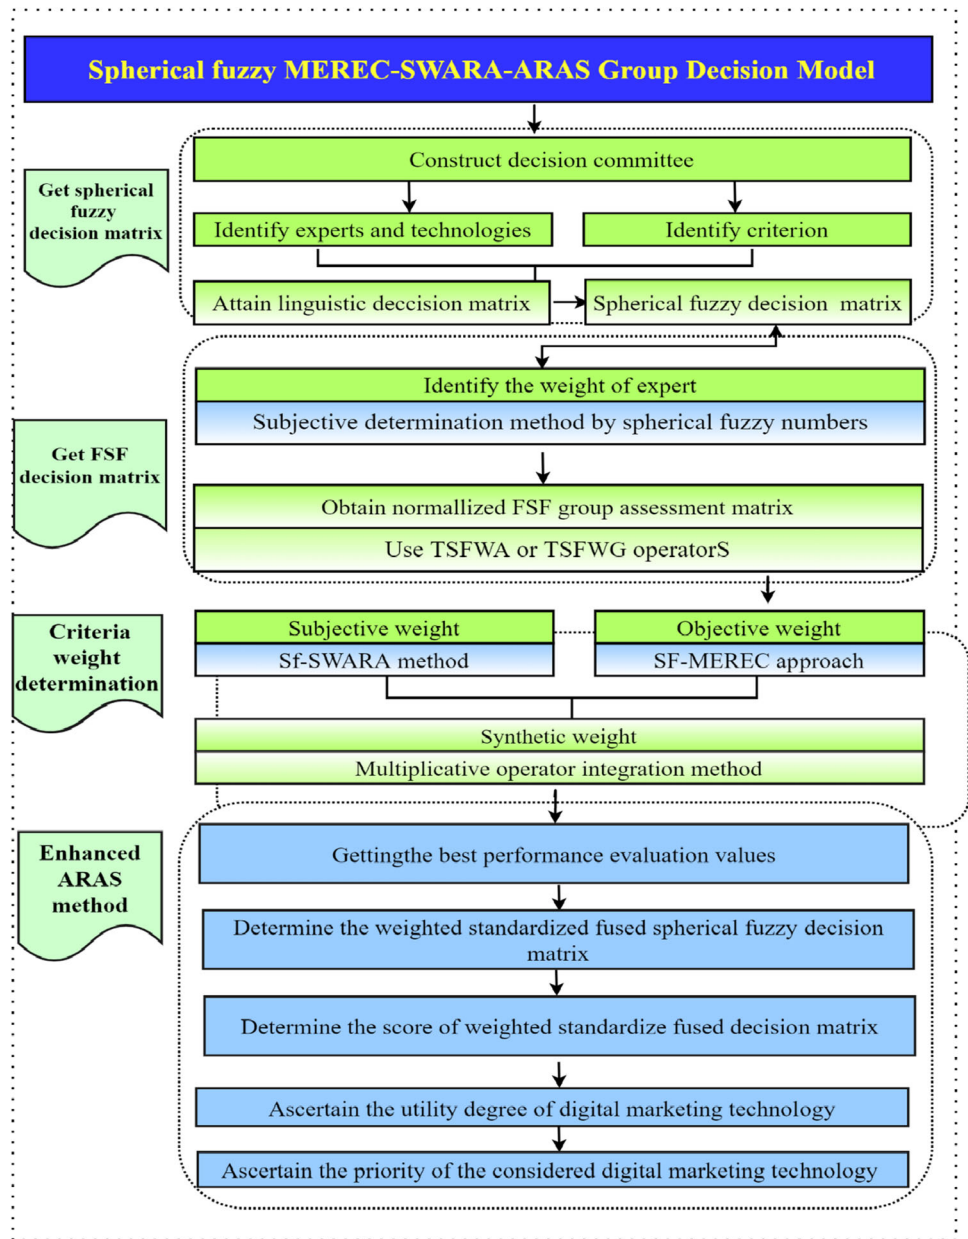 Spherical fuzzy MEREC-SWARA-ARAS Group Decision Model
Construct decision committee
Get spherical
fuzzy
decision matrix
Identify experts and technologies
Identify criterion
Attain linguistic deccision matrix
Spherical fuzzy decision matrix
Identify the weight of expert
Subjective determination method by spherical fuzzy numbers
Get FSF
decision matrix
Obtain normallized FSF group assessment matrix
Use TSFWA or TSFWG operatorS
Criteria
weight
determination
Subjective weight
Objective weight
Sf-SWARA method
SF-MEREC approach
Synthetic weight
Multiplicative operator integration method
Enhanced
ARAS
method
Gettingthe best performance evaluation values
Determine the weighted standardized fused spherical fuzzy decision
matrix
Determine the score of weighted standardize fused decision matrix
Ascertain the utility degree of digital marketing technology
Ascertain the priority of the considered digital marketing technology